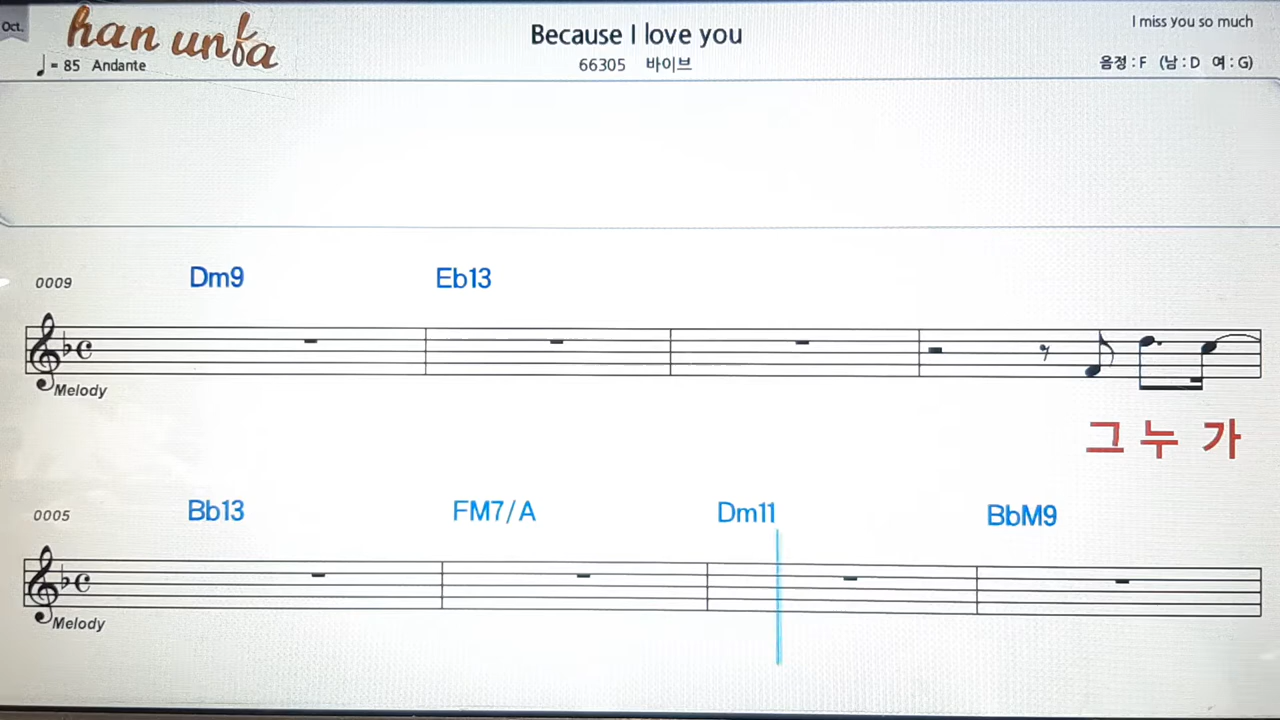 Oct.
han unfa
Because I love you
I miss you so much
= 85 Andante
66305 바이브
음정 : F (남 : D 여 : G)
0009 Dm9 Eb13
Melody
그 누 가
0005 Bb13 FM7/A Dm11 BbM9
Melody